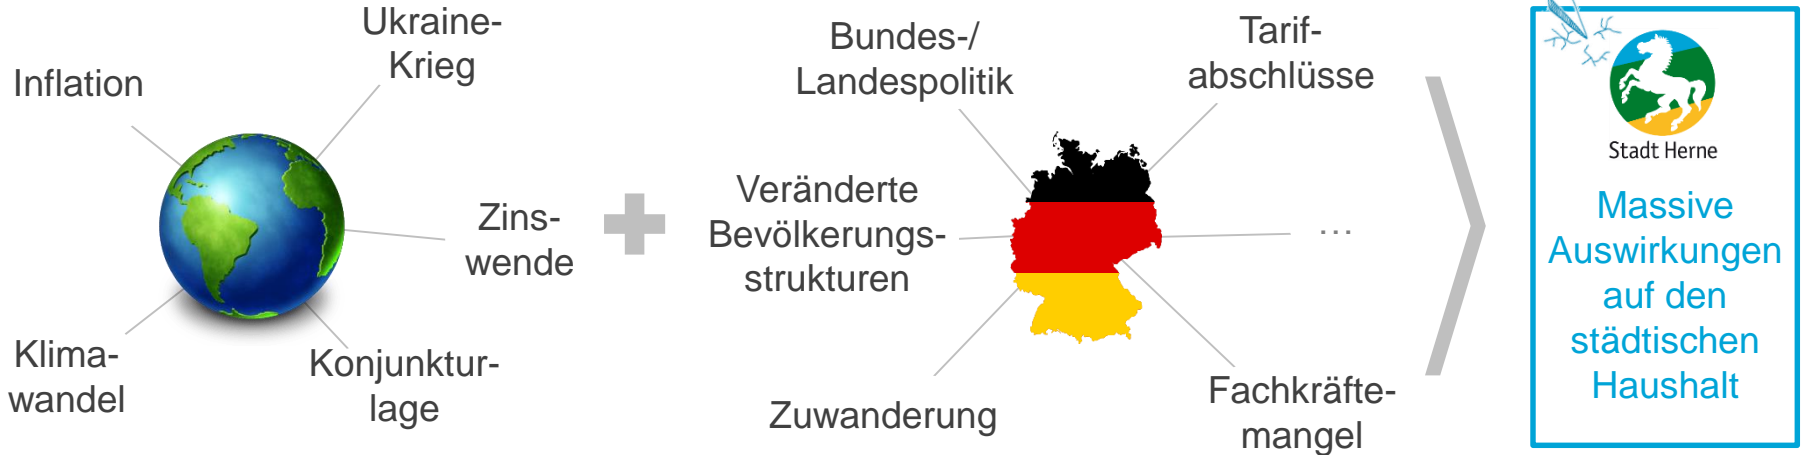 Inflation
Ukraine-
Krieg
Zins-
wende
Klima-
wandel
Konjunktur-
lage
Bundes-/
Landespolitik
Tarif-
abschlüsse
Veränderte
Bevölkerungs-
strukturen
...
Zuwanderung
Fachkräfte-
mangel
Stadt Herne
Massive
Auswirkungen
auf den
städtischen
Haushalt